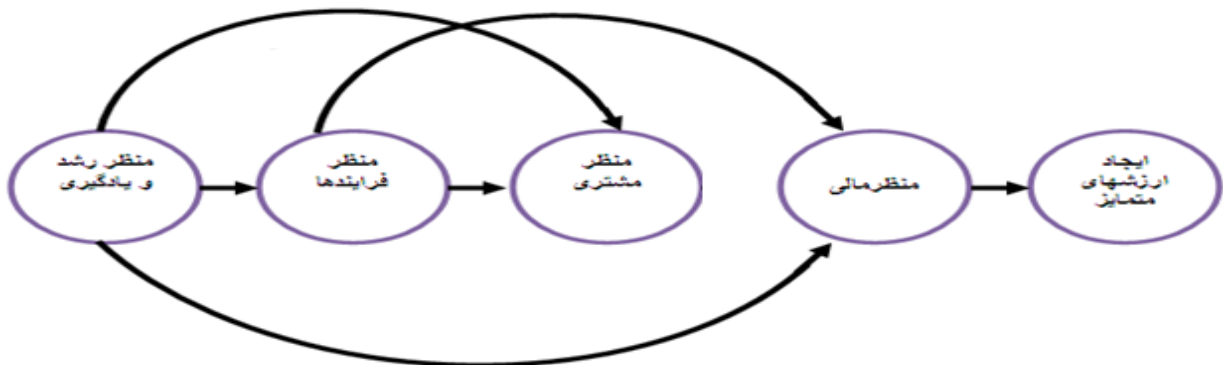 منظر رشد
و یادگیری
منظر
فرایندها
منظر
مشتری
منظرمالی
ایجاد
ارزشهای
متمایز